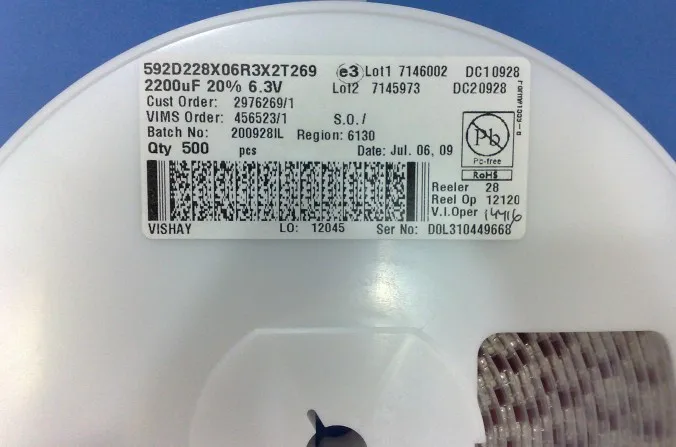 592D228X06R3X2T269 e3 Lot1 7146002 DC10928
2200uF 20% 6.3V Lot2 7145973 DC20928
Cust Order: 2976269/1
VIMS Order: 456523/1 S.O./
Batch No: 200928IL Region: 6130
Qty 500 pcs Date: Jul. 06, 09
Pb
Pb-free
RoHS
Reeler 28
Reel Op 12120
V.I.Oper
VISHAY LO: 12045 Ser No: D0L310449668